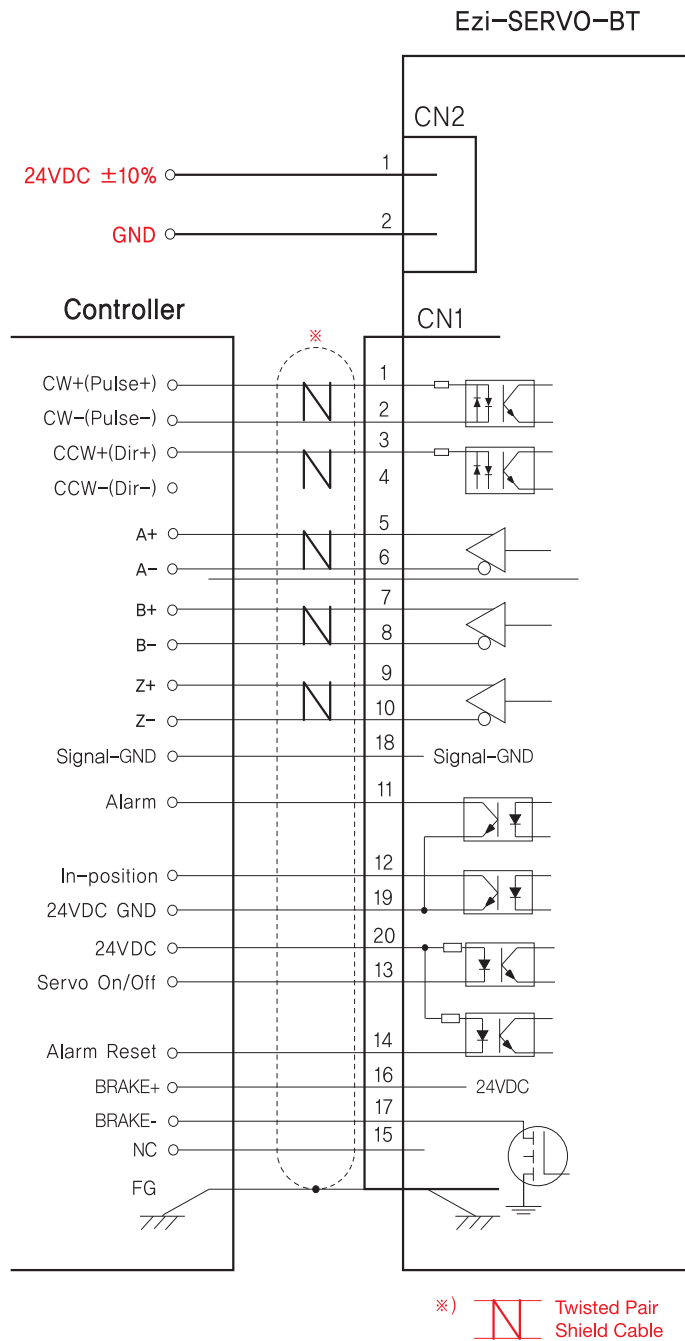 Ezi-SERVO-BT
CN2
24VDC ±10%
1
GND
2
Controller
CN1
※
CW+(Pulse+)
1
CW-(Pulse-)
2
CCW+(Dir+)
3
CCW-(Dir-)
4
A+
5
A-
6
B+
7
B-
8
Z+
9
Z-
10
Signal-GND
18
Signal-GND
Alarm
11
In-position
12
24VDC GND
19
24VDC
20
Servo On/Off
13
Alarm Reset
14
BRAKE+
16
24VDC
BRAKE-
17
NC
15
FG
※)
Twisted Pair
Shield Cable